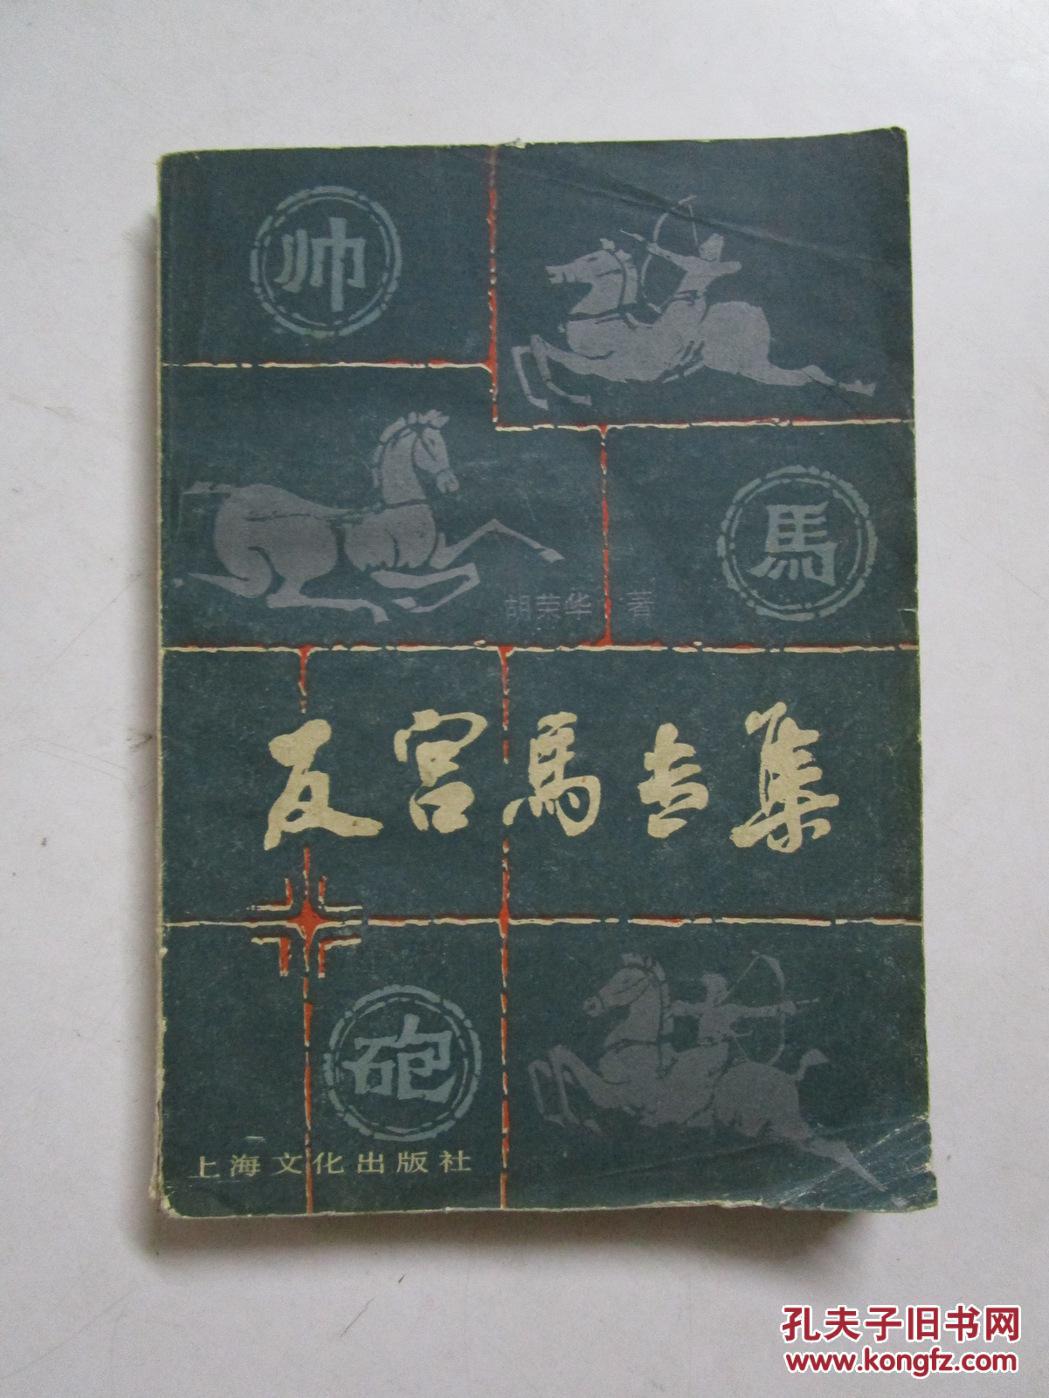 帅
馬
胡荣华 著
反宫馬专集
砲
上海文化出版社
孔夫子旧书网
www.kongfz.com